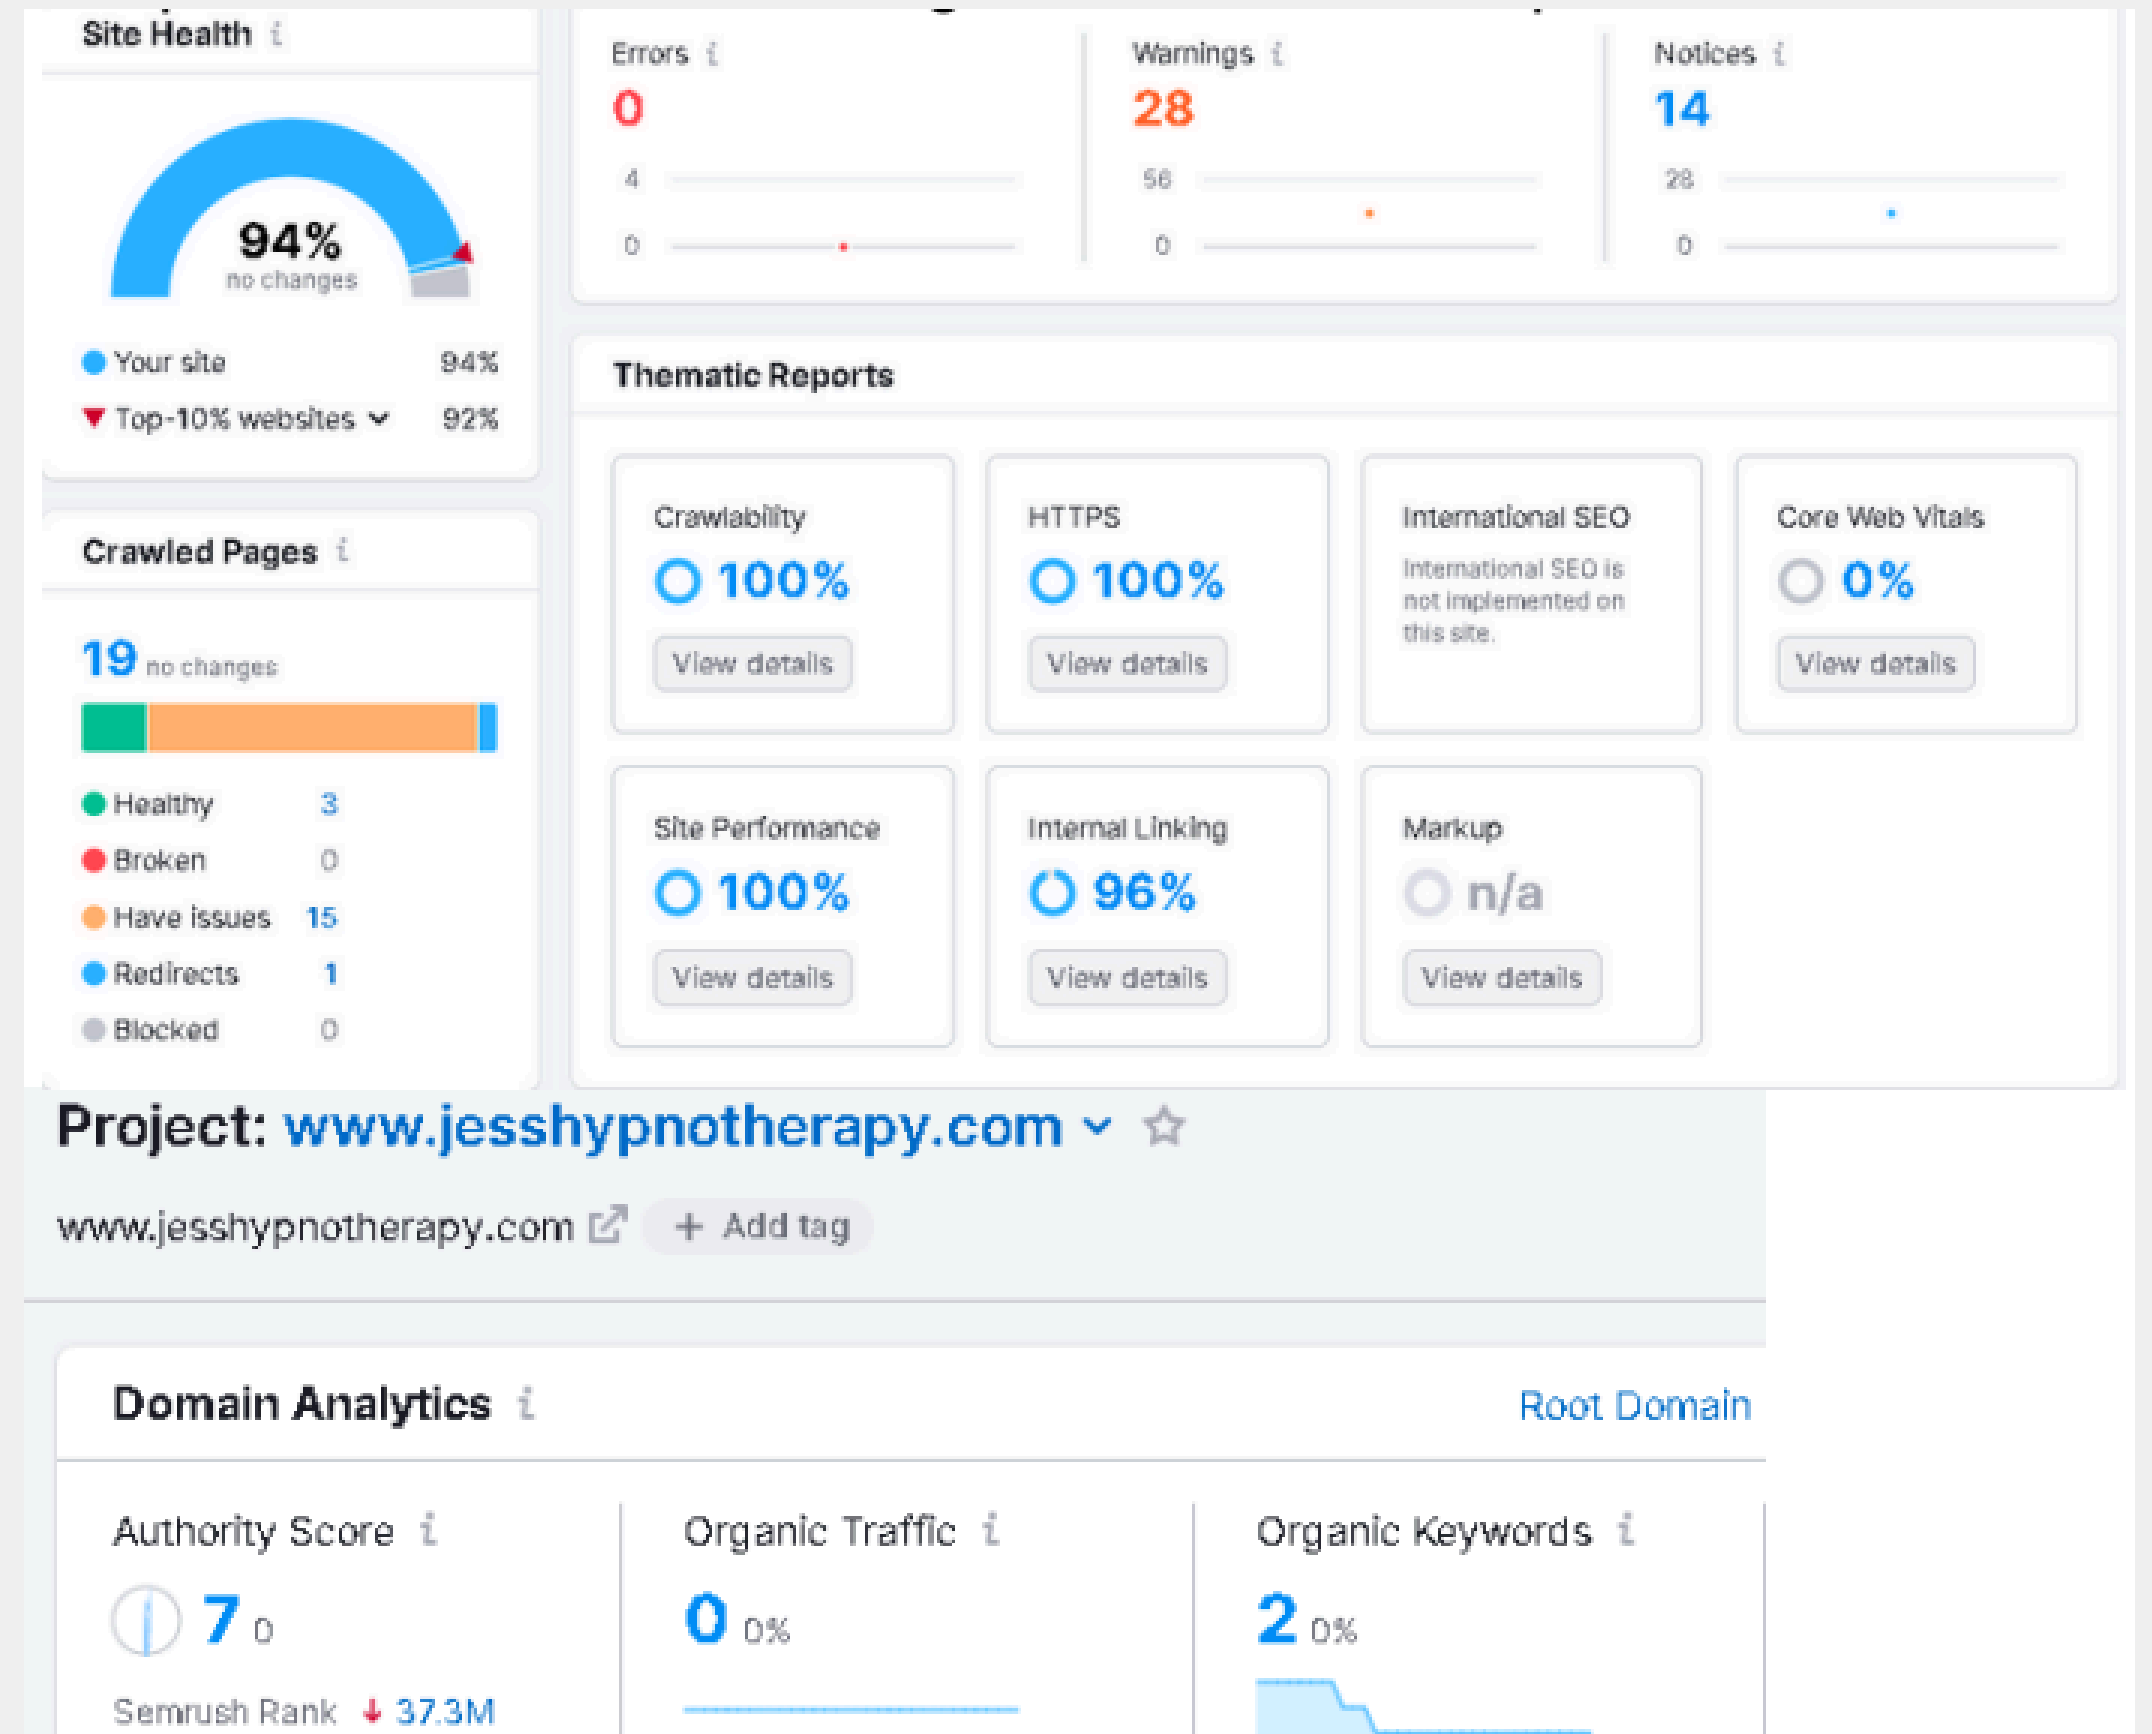 Site Health i
94%
no changes
Your site 94%
Top-10% websites 92%
Errors i
0
4
0
Warnings i
28
56
0
Notices i
14
28
0
Crawled Pages i
19 no changes
Healthy 3
Broken 0
Have issues 15
Redirects 1
Blocked 0
Thematic Reports
Crawlability
100%
View details
HTTPS
100%
View details
International SEO
International SEO is
not implemented on
this site.
Core Web Vitals
0%
View details
Site Performance
100%
View details
Internal Linking
96%
View details
Markup
n/a
View details
Project: www.jesshypnotherapy.com
www.jesshypnotherapy.com + Add tag
Domain Analytics i
Root Domain
Authority Score i
7 0
Semrush Rank ↓ 37.3M
Organic Traffic i
0 0%
Organic Keywords i
2 0%